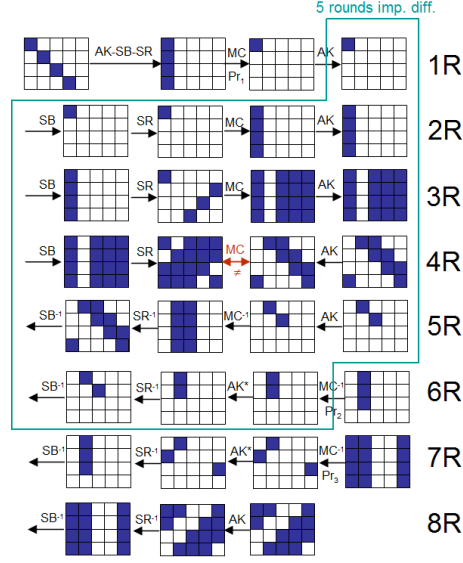 5 rounds imp. diff.
AK-SB-SR MC Pr₁ AK 1R
SB SR MC AK 2R
SB SR MC AK 3R
SB SR MC ≠ AK 4R
SB⁻¹ SR⁻¹ MC⁻¹ AK 5R
SB⁻¹ SR⁻¹ AK* MC⁻¹ Pr₂ 6R
SB⁻¹ SR⁻¹ AK* MC⁻¹ Pr₃ 7R
SB⁻¹ SR⁻¹ AK 8R